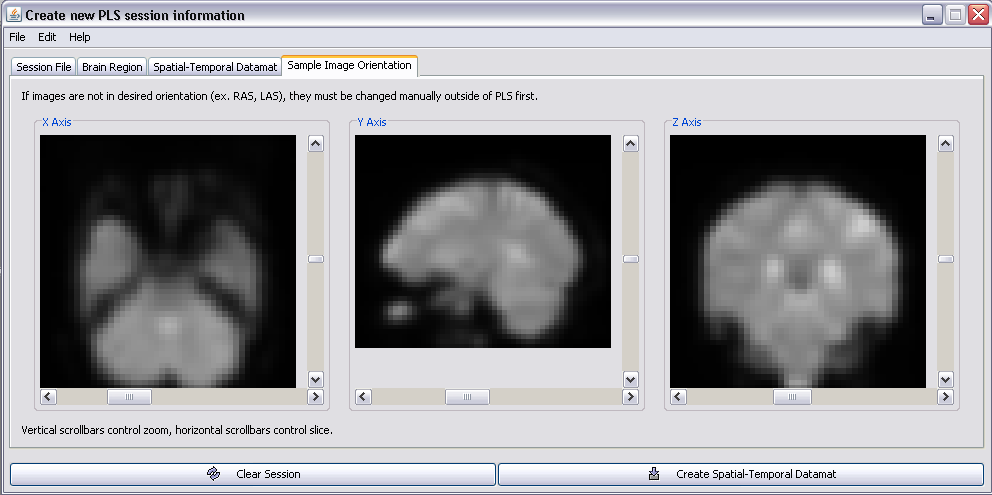 Create new PLS session information
File Edit Help
Session File Brain Region Spatial-Temporal Datamat Sample Image Orientation
If images are not in desired orientation (ex. RAS, LAS), they must be changed manually outside of PLS first.
X Axis Y Axis Z Axis
Vertical scrollbars control zoom, horizontal scrollbars control slice.
Clear Session Create Spatial-Temporal Datamat